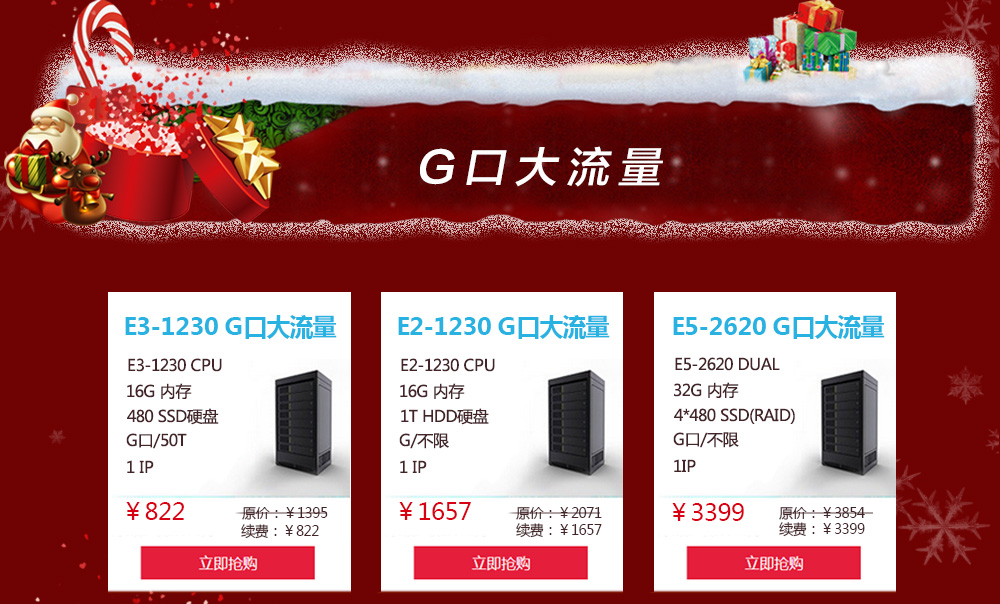 G口大流量
E3-1230 G口大流量
E3-1230 CPU
16G 内存
480 SSD硬盘
G口/50T
1 IP
¥822
原价：¥1395
续费：¥822
立即抢购
E2-1230 G口大流量
E2-1230 CPU
16G 内存
1T HDD硬盘
G/不限
1 IP
¥1657
原价：¥2071
续费：¥1657
立即抢购
E5-2620 G口大流量
E5-2620 DUAL
32G 内存
4*480 SSD(RAID)
G口/不限
1IP
¥3399
原价：¥3854
续费：¥3399
立即抢购